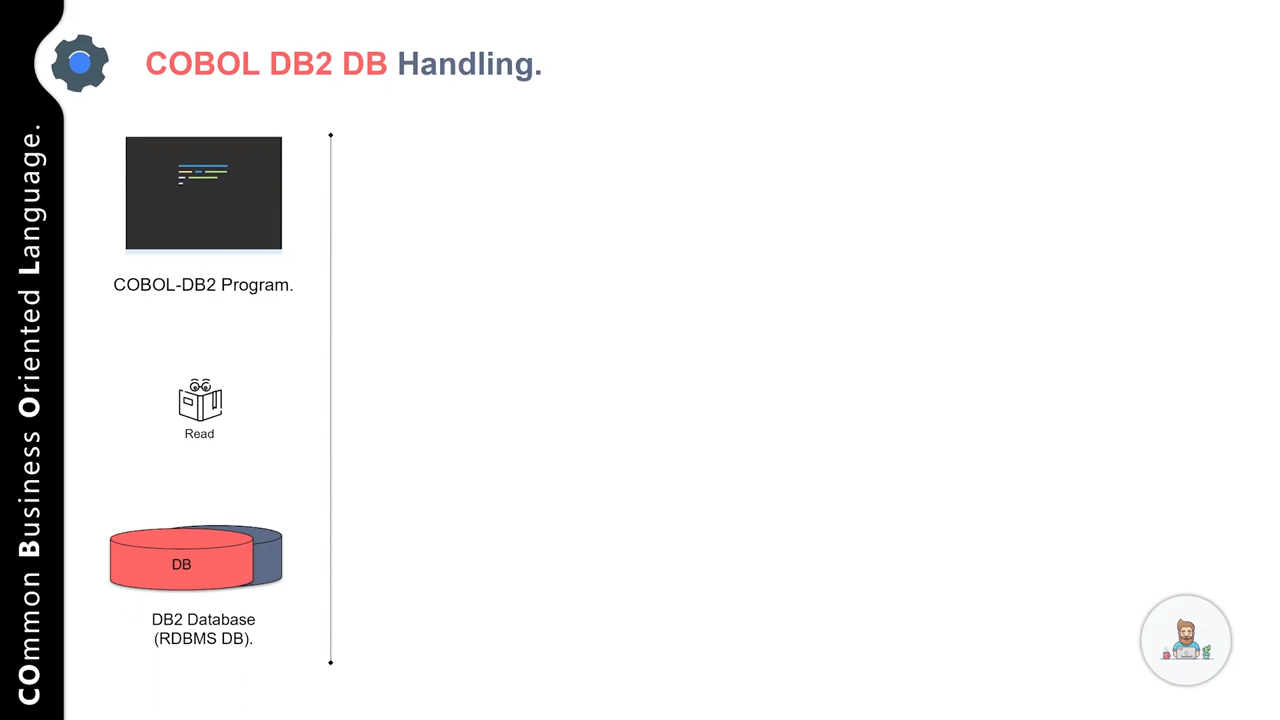 COBOL DB2 DB Handling.
COmmon Business Oriented Language.
COBOL-DB2 Program.
Read
DB
DB2 Database
(RDBMS DB).